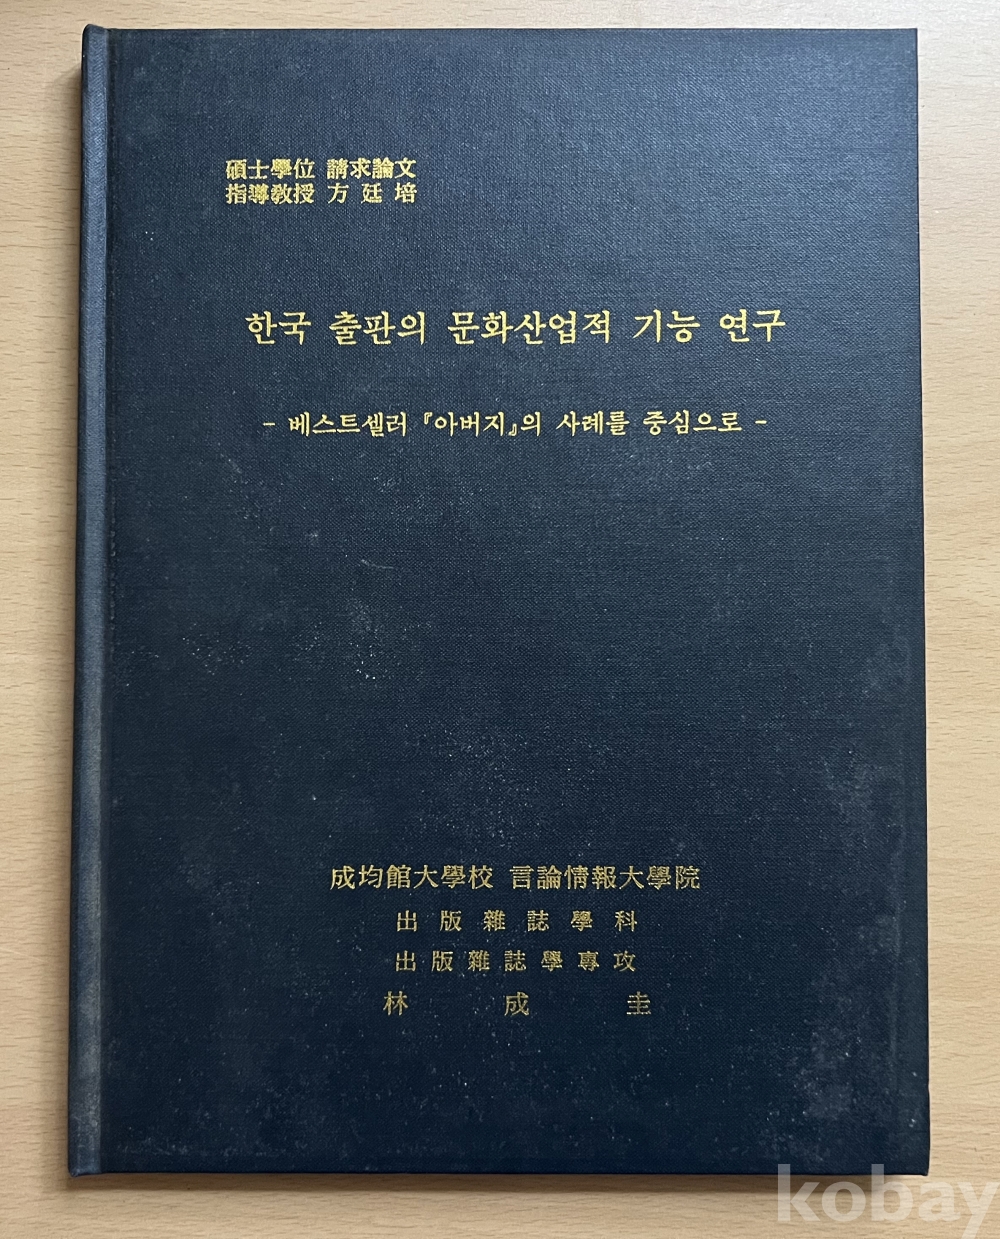 碩士學位 請求論文
指導敎授 方 廷 培
한국 출판의 문화산업적 기능 연구
- 베스트셀러 『아버지』의 사례를 중심으로 -
成均館大學校 言論情報大學院
出 版 雜 誌 學 科
出 版 雜 誌 學 專 攻
林 成 圭
kobay